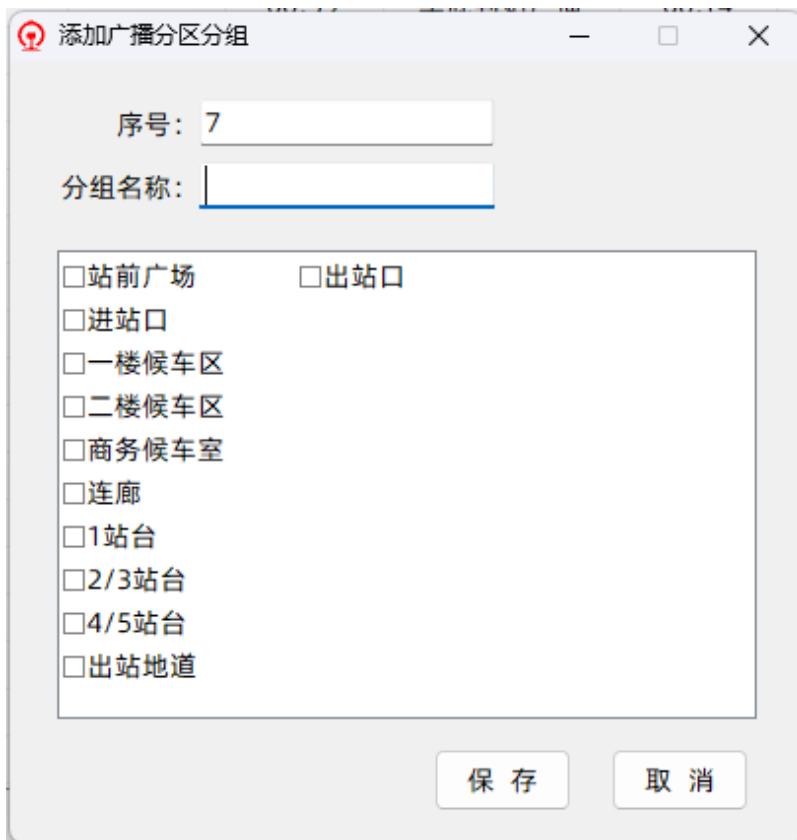 添加广播分区分组
序号: 7
分组名称:
站前广场 出站口
进站口
一楼候车区
二楼候车区
商务候车室
连廊
1站台
2/3站台
4/5站台
出站地道
保 存 取 消